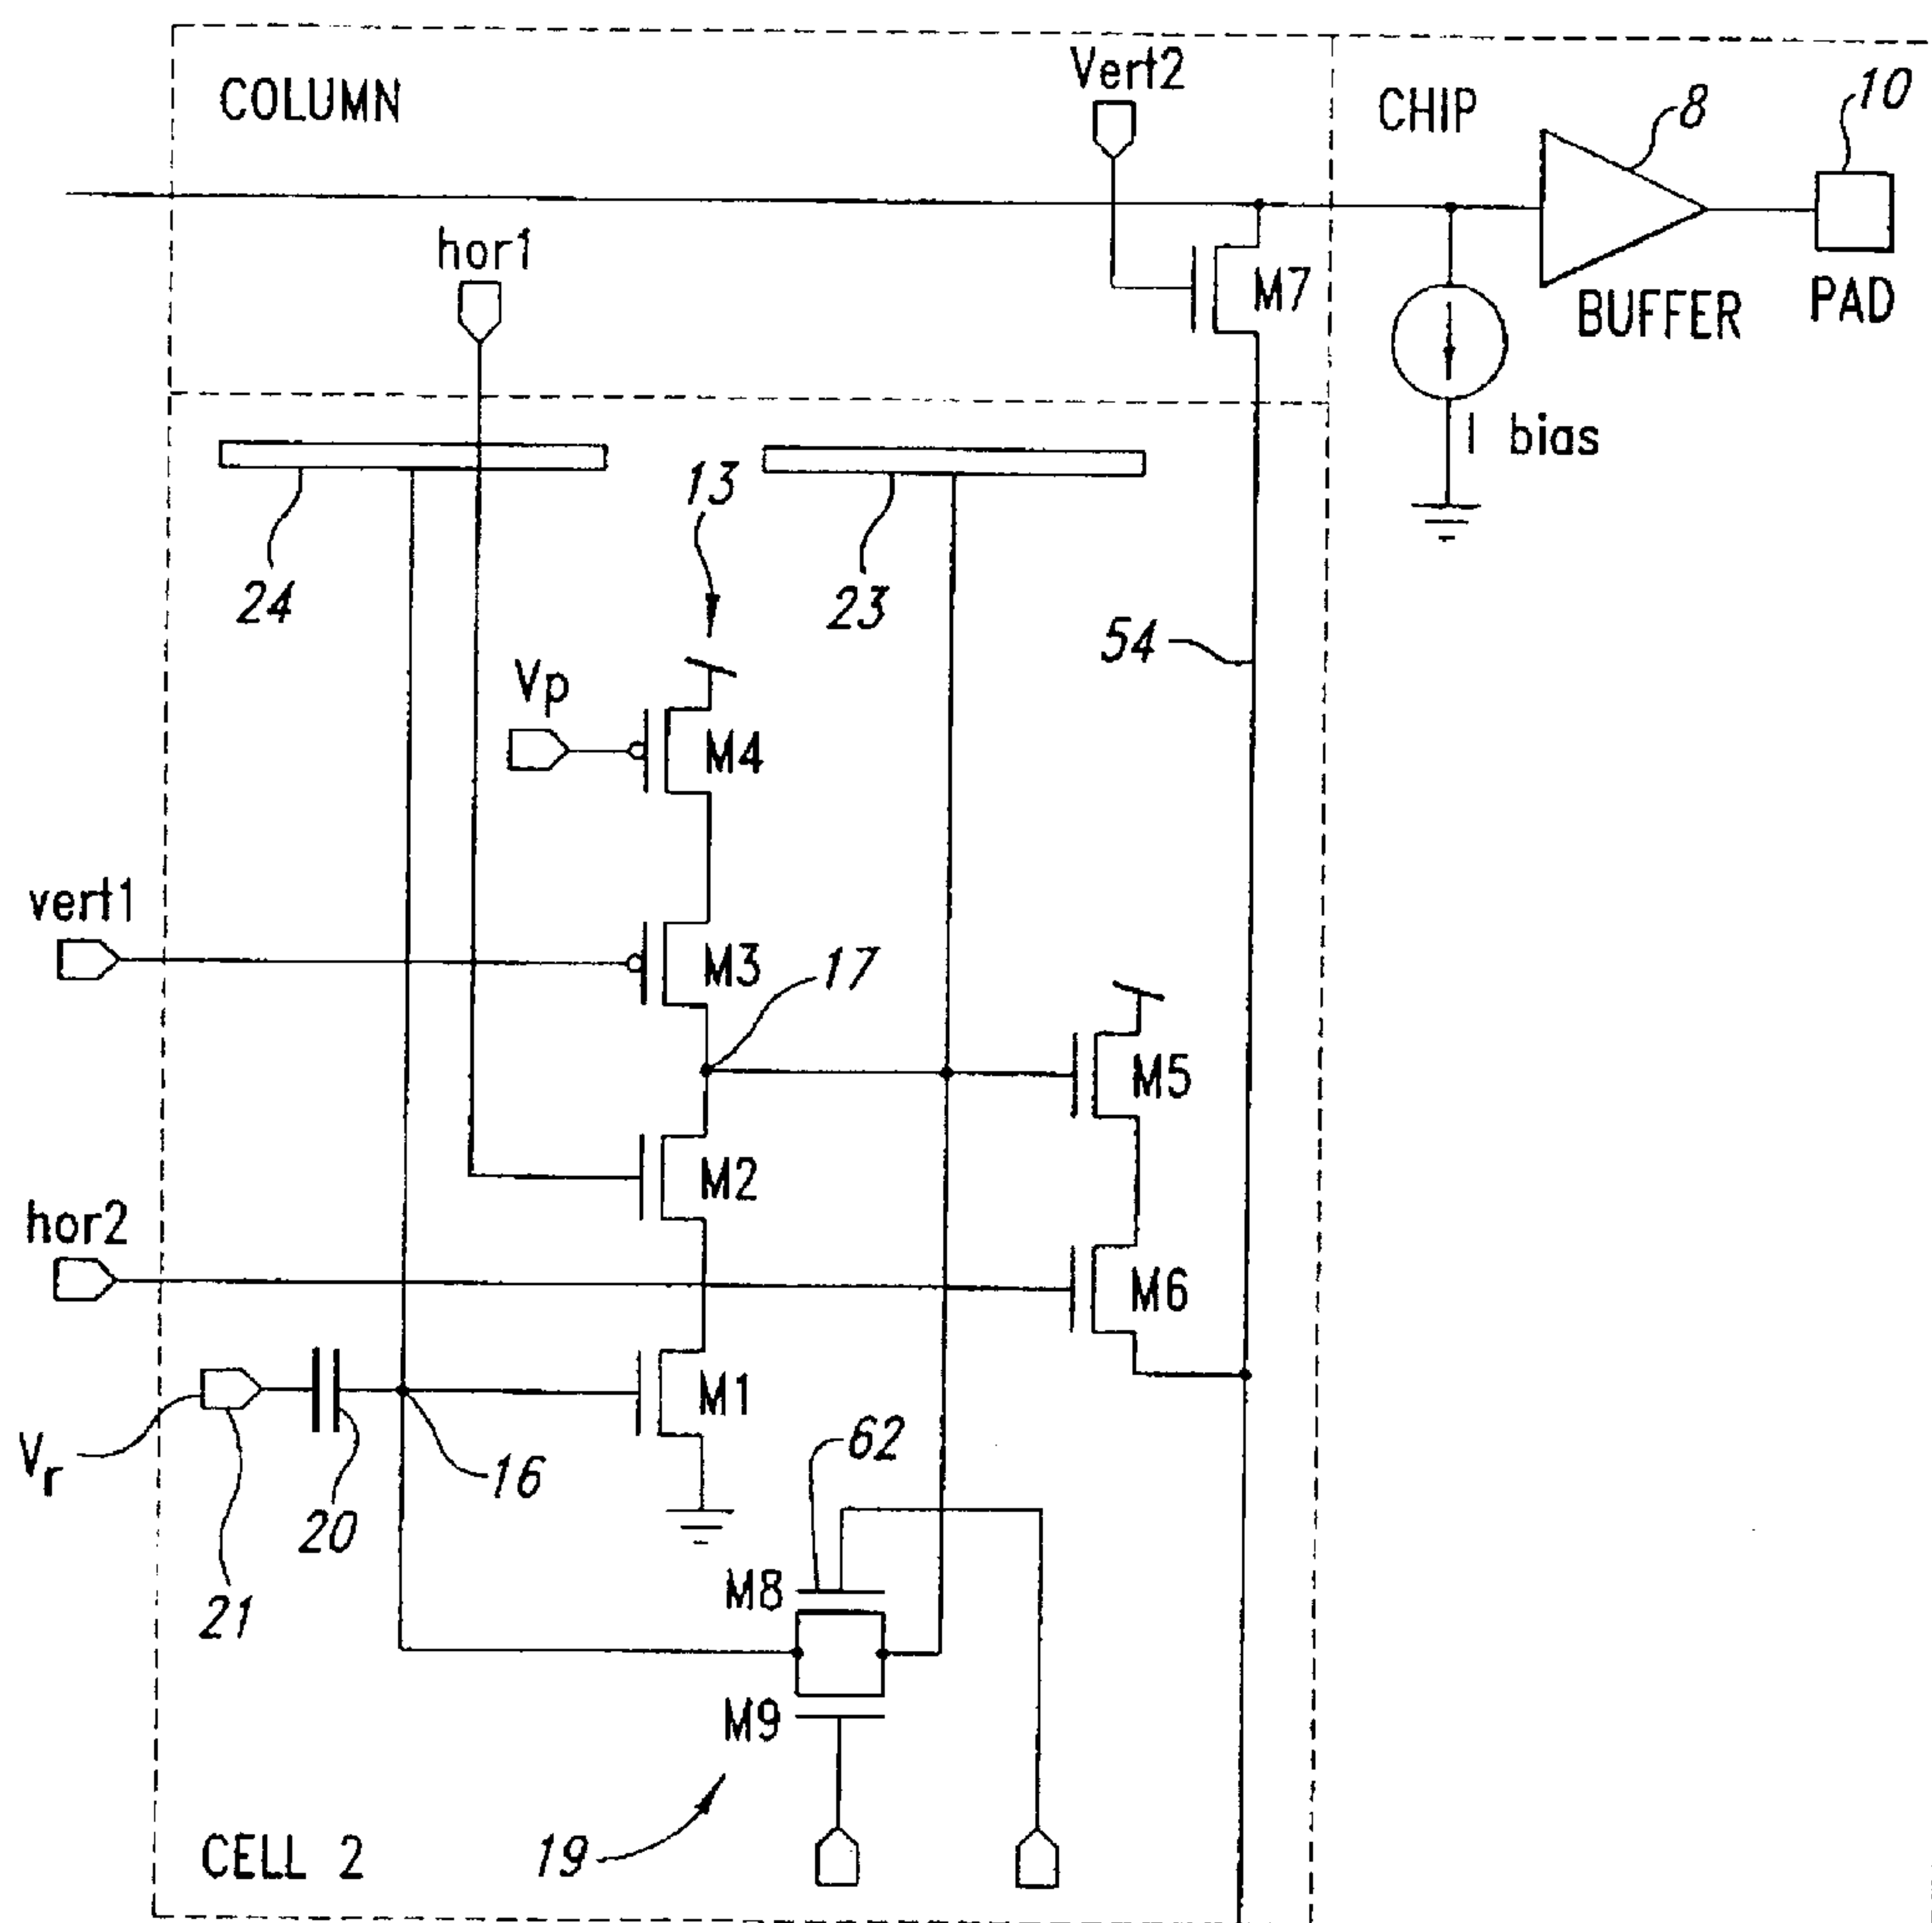 COLUMN
Vert2
CHIP
8
10
hor1
M7
BUFFER
PAD
I bias
13
24
23
54
Vp
M4
vert1
M3
17
M5
M2
hor2
M6
M1
Vr
16
62
20
21
M8
M9
CELL 2
19